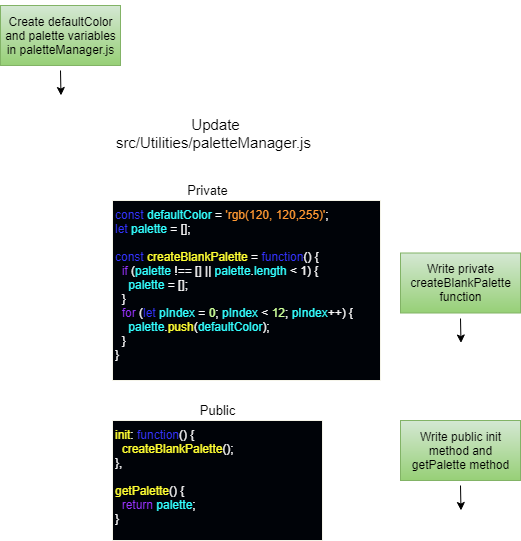 Create defaultColor
and palette variables
in paletteManager.js
Update
src/Utilities/paletteManager.js
Private
const defaultColor = 'rgb(120, 120,255)';
let palette = [];
const createBlankPalette = function() {
if (palette !== [] || palette.length < 1) {
palette = [];
}
for (let pIndex = 0; pIndex < 12; pIndex++) {
palette.push(defaultColor);
}
}
Write private
createBlankPalette
function
Public
init: function() {
createBlankPalette();
},
getPalette() {
return palette;
}
Write public init
method and
getPalette method